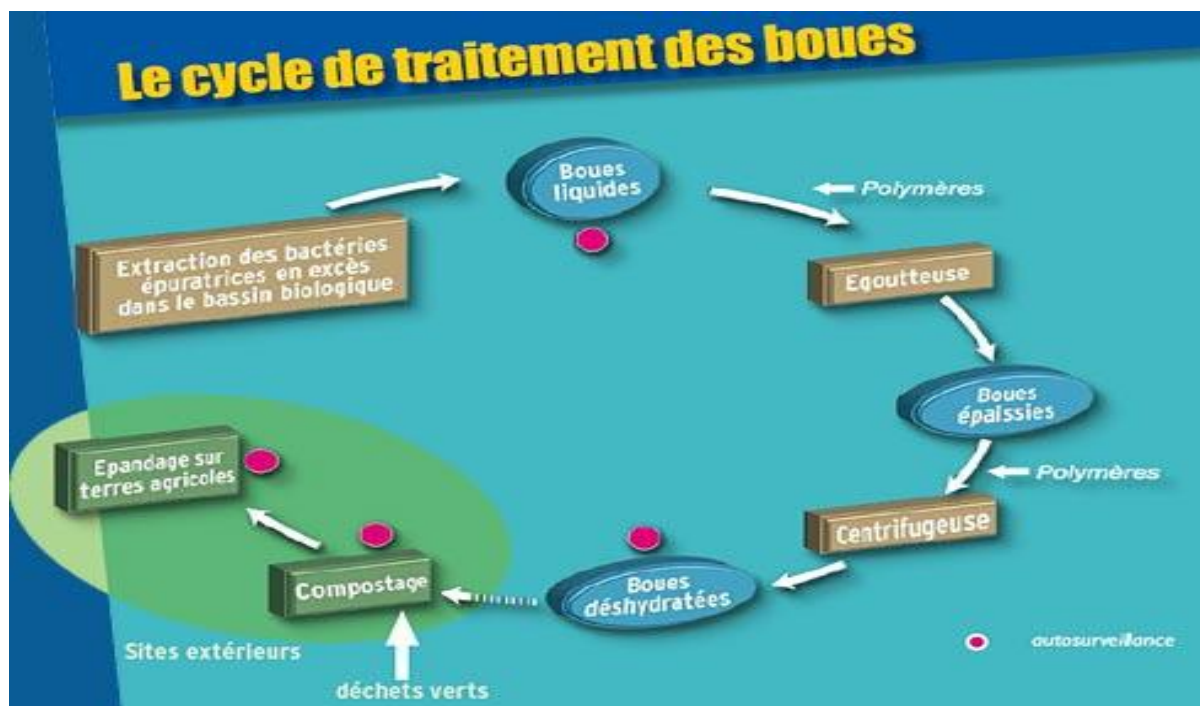 Le cycle de traitement des boues
Boues
liquides
Polymères
Extraction des bactéries
épuratrices en excès
dans le bassin biologique
Egoutteuse
Boues
épaissies
Polymères
Centrifugeuse
Boues
déshydratées
Compostage
Epandage sur
terres agricoles
Sites extérieurs
déchets verts
autosurveillance